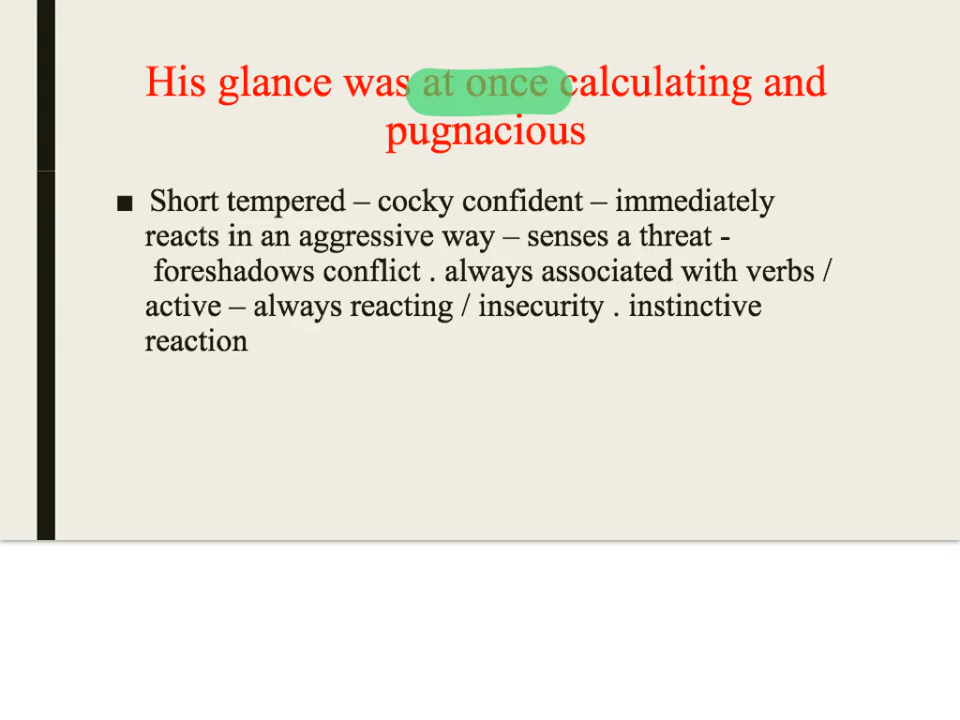 His glance was at once calculating and
pugnacious
■ Short tempered – cocky confident – immediately
reacts in an aggressive way – senses a threat -
foreshadows conflict . always associated with verbs /
active – always reacting / insecurity . instinctive
reaction